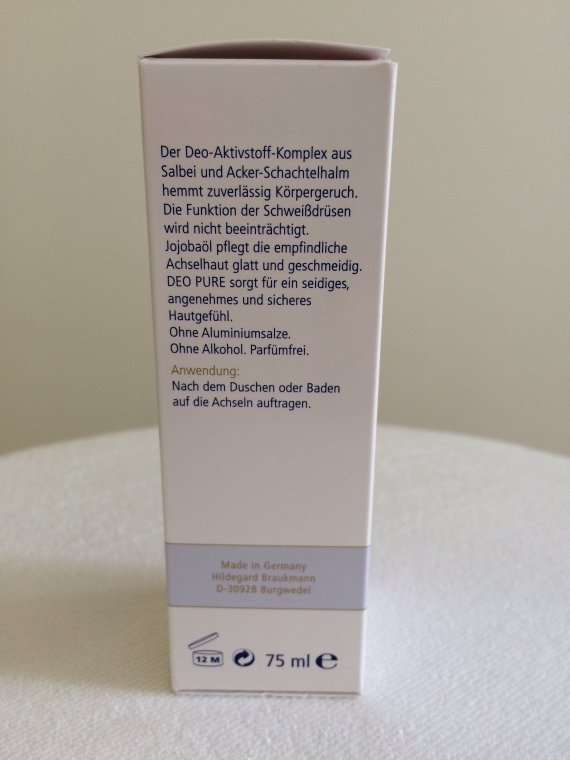 Der Deo-Aktivstoff-Komplex aus
Salbei und Acker-Schachtelhalm
hemmt zuverlässig Körpergeruch.
Die Funktion der Schweißdrüsen
wird nicht beeinträchtigt.
Jojobaöl pflegt die empfindliche
Achselhaut glatt und geschmeidig.
DEO PURE sorgt für ein seidiges,
angenehmes und sicheres
Hautgefühl.
Ohne Aluminiumsalze.
Ohne Alkohol. Parfümfrei.
Anwendung:
Nach dem Duschen oder Baden
auf die Achseln auftragen.
Made in Germany
Hildegard Braukmann
D-30928 Burgwedel
12 M 75 ml e